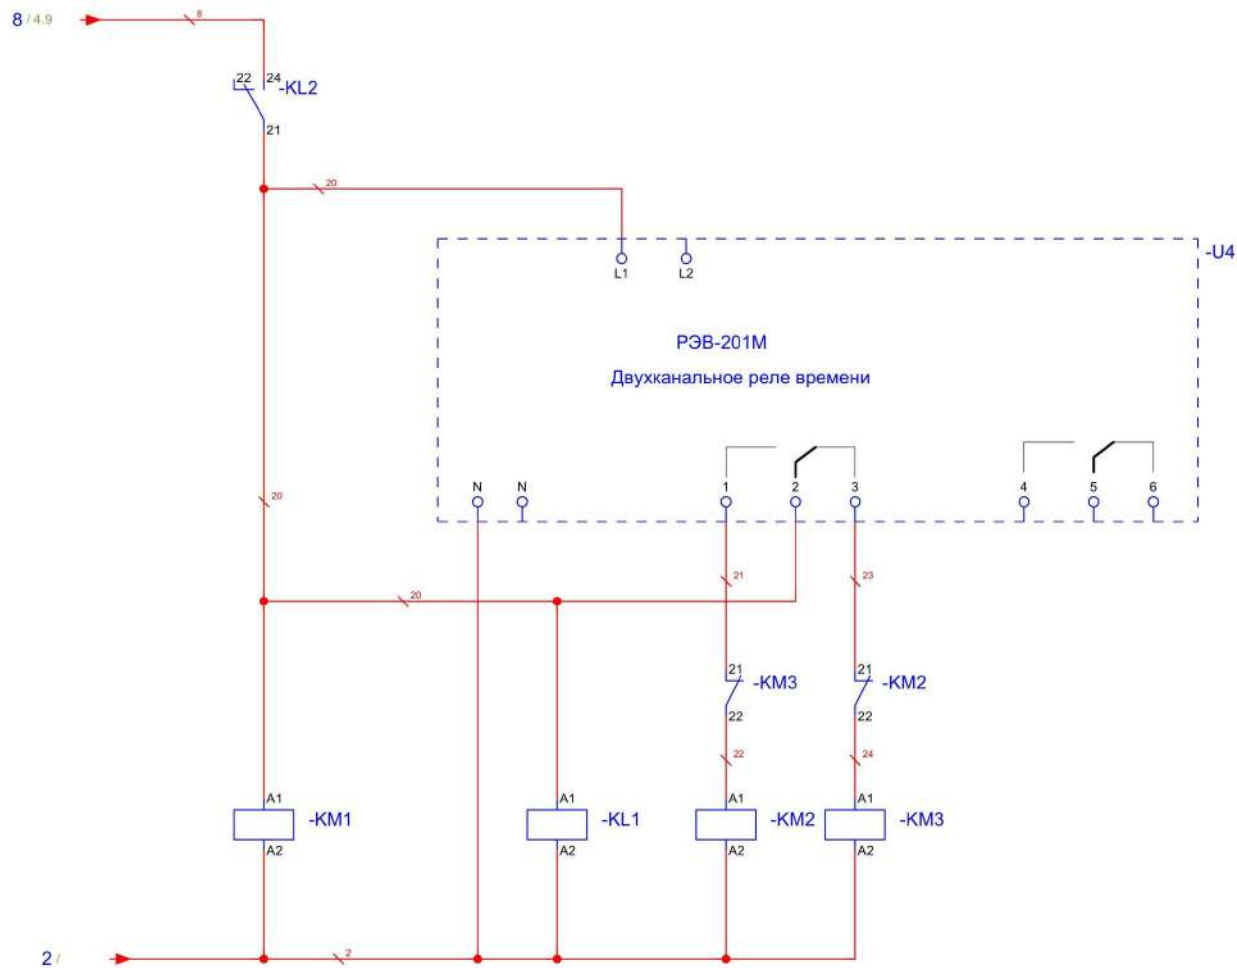 8 / 4.9
8
22 24
-KL2
21
20
-U4
L1 L2
РЭВ-201М
Двухканальное реле времени
N N 1 2 3 4 5 6
20
21 23
20
21 -KM3 21 -KM2
22 22
22 24
A1 A1 A1 A1
-KM1 -KL1 -KM2 -KM3
A2 A2 A2 A2
2 / 2